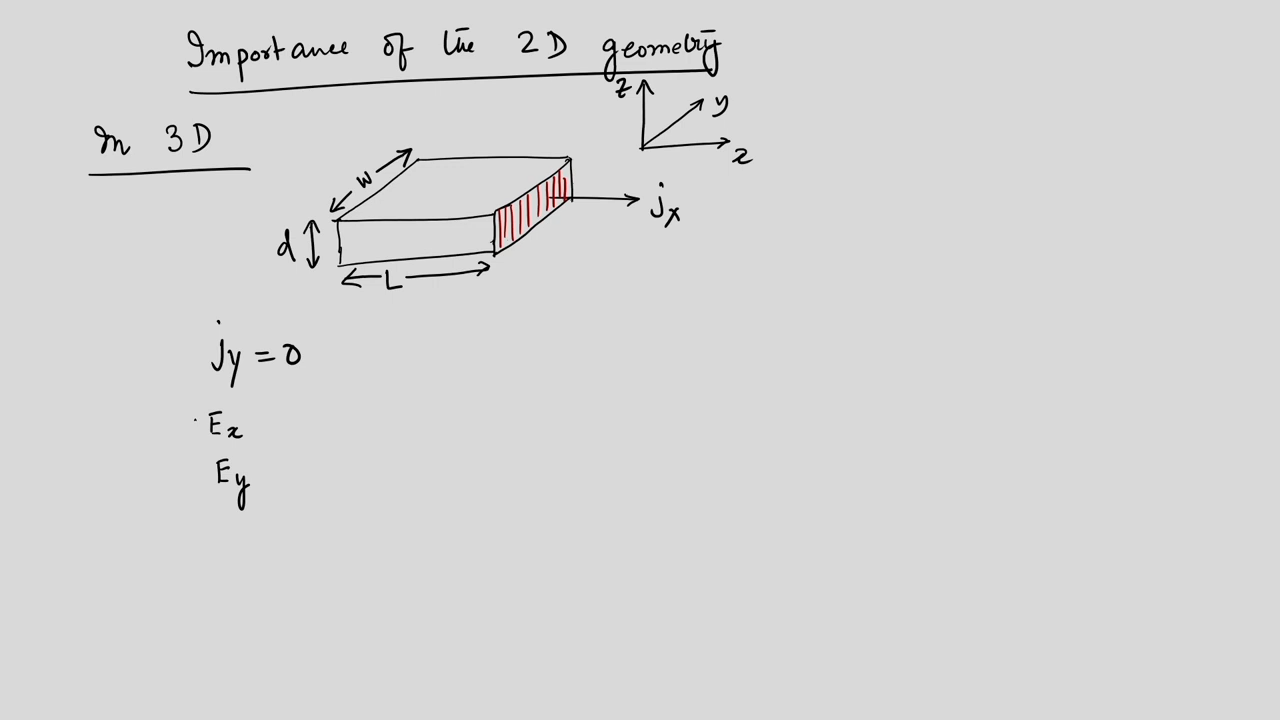 Importance of the 2D geometry
z
y
x
In 3D
w
jx
d
L
jy = 0
Ex
Ey